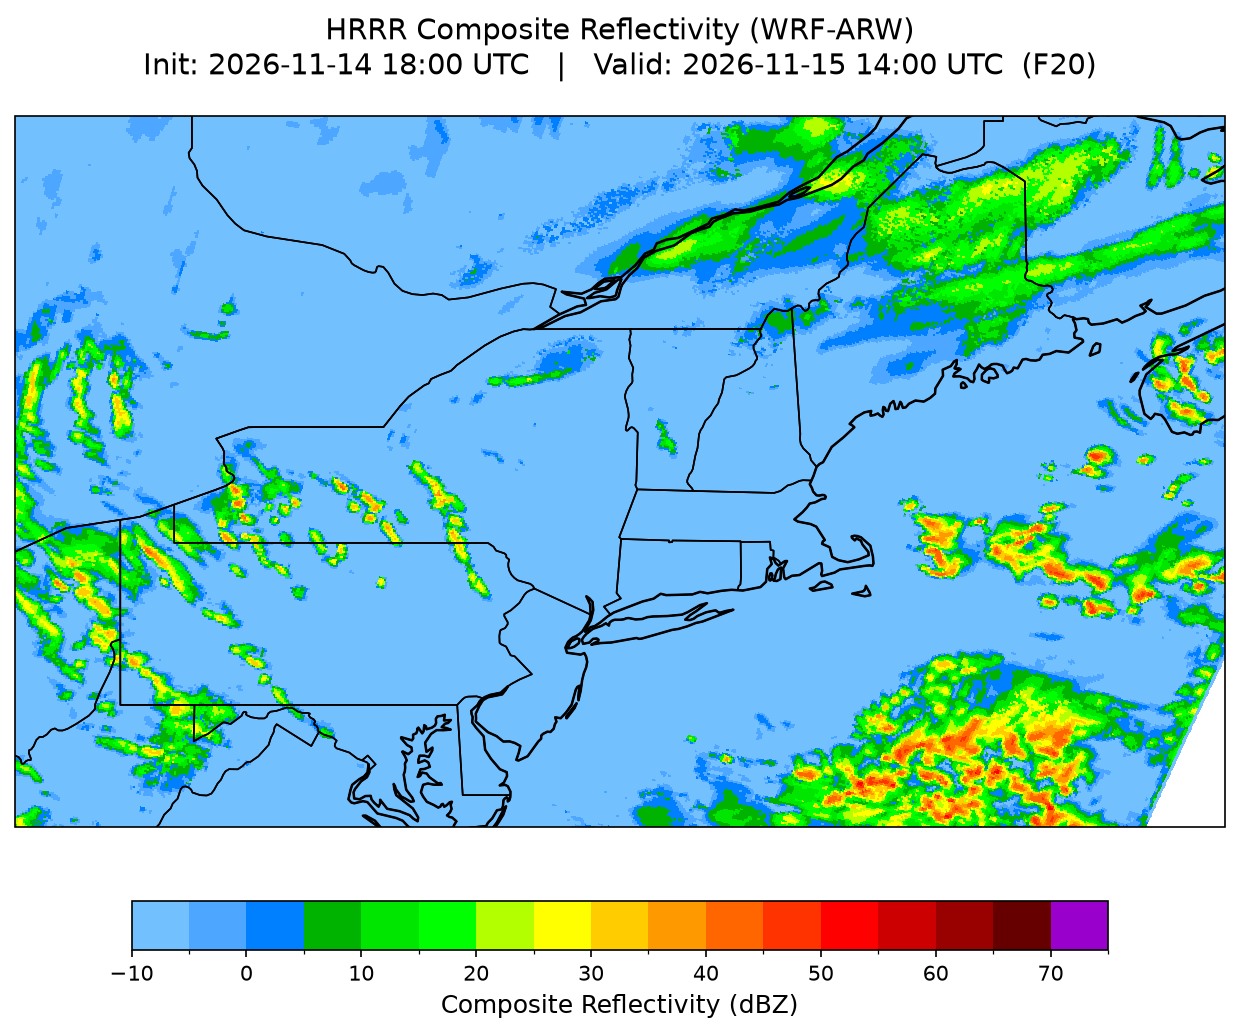 HRRR Composite Reflectivity (WRF-ARW)
Init: 2026-11-14 18:00 UTC   |   Valid: 2026-11-15 14:00 UTC  (F20)
−10 0 10 20 30 40 50 60 70
Composite Reflectivity (dBZ)